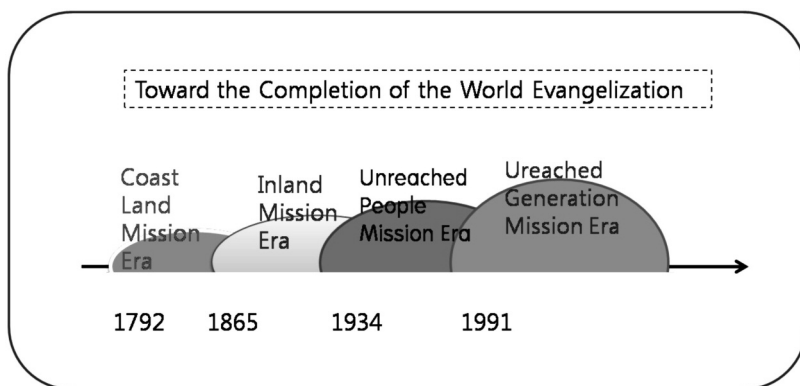 Toward the Completion of the World Evangelization
Coast
Land
Mission
Era
Inland
Mission
Era
Unreached
People
Mission Era
Ureached
Generation
Mission Era
1792
1865
1934
1991